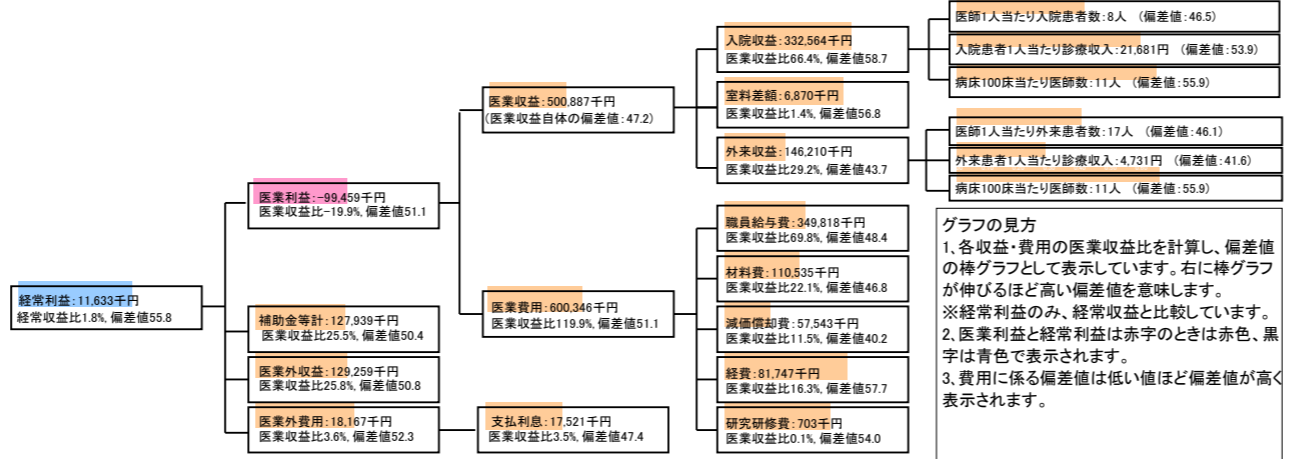 医師1人当たり入院患者数:8人 (偏差値:46.5)
入院収益:332,564千円
医業収益比66.4%, 偏差値58.7
入院患者1人当たり診療収入:21,681円 (偏差値:53.9)
病床100床当たり医師数:11人 (偏差値:55.9)
医業収益:500,887千円
(医業収益自体の偏差値:47.2)
室料差額:6,870千円
医業収益比1.4%, 偏差値56.8
医師1人当たり外来患者数:17人 (偏差値:46.1)
外来収益:146,210千円
医業収益比29.2%, 偏差値43.7
外来患者1人当たり診療収入:4,731円 (偏差値:41.6)
病床100床当たり医師数:11人 (偏差値:55.9)
医業利益:-99,459千円
医業収益比-19.9%, 偏差値51.1
職員給与費:349,818千円
医業収益比69.8%, 偏差値48.4
材料費:110,535千円
医業収益比22.1%, 偏差値46.8
経常利益:11,633千円
経常収益比1.8%, 偏差値55.8
医業費用:600,346千円
医業収益比119.9%, 偏差値51.1
補助金等計:127,939千円
医業収益比25.5%, 偏差値50.4
減価償却費:57,543千円
医業収益比11.5%, 偏差値40.2
医業外収益:129,259千円
医業収益比25.8%, 偏差値50.8
経費:81,747千円
医業収益比16.3%, 偏差値57.7
医業外費用:18,167千円
医業収益比3.6%, 偏差値52.3
支払利息:17,521千円
医業収益比3.5%, 偏差値47.4
研究研修費:703千円
医業収益比0.1%, 偏差値54.0
グラフの見方
1、各収益・費用の医業収益比を計算し、偏差値
の棒グラフとして表示しています。右に棒グラフ
が伸びるほど高い偏差値を意味します。
※経常利益のみ、経常収益と比較しています。
2、医業利益と経常利益は赤字のときは赤色、黒
字は青色で表示されます。
3、費用に係る偏差値は低い値ほど偏差値が高く
表示されます。